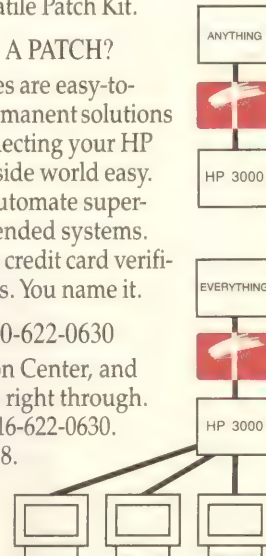 atile Patch Kit.
A PATCH?
es are easy-to-
manent solutions
ecting your HP
side world easy.
utomate super-
ended systems.
credit card verifi-
s. You name it.
0-622-0630
on Center, and
right through.
16-622-0630.
8.
ANYTHING
HP 3000
EVERYTHING
HP 3000